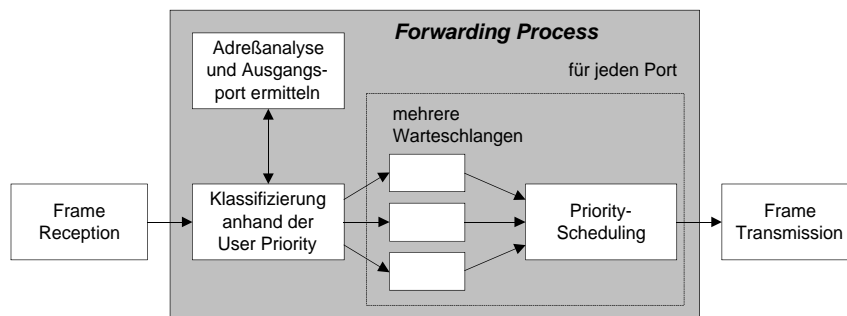 Forwarding Process
Adreßanalyse
und Ausgangs-
port ermitteln
für jeden Port
mehrere
Warteschlangen
Frame
Reception
Klassifizierung
anhand der
User Priority
Priority-
Scheduling
Frame
Transmission